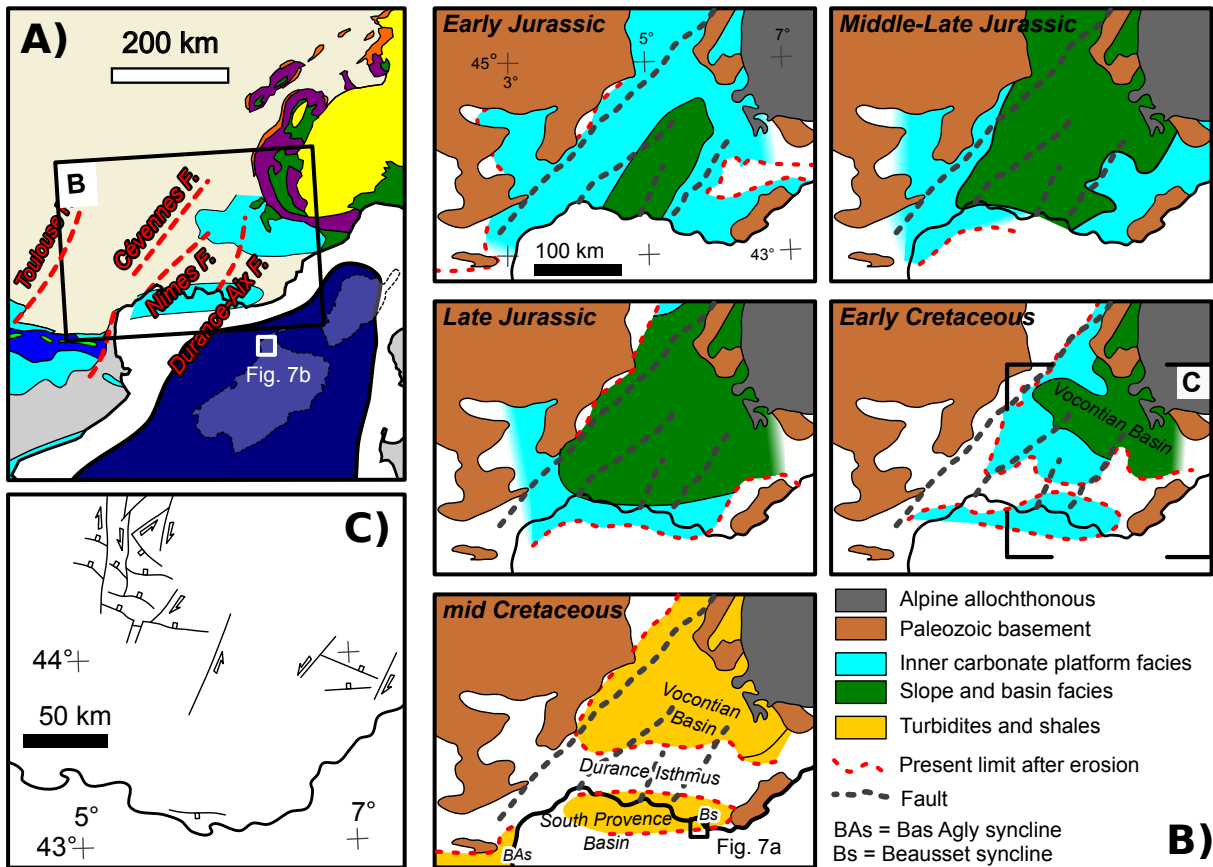 A)
200 km
B
Toulouse F.
Cévennes F.
Nimes F.
Durance-Aix F.
Fig. 7b
C)
44°
50 km
5°
43°
7°
Early Jurassic
5°
7°
45°
3°
100 km
43°
Middle-Late Jurassic
Late Jurassic
Early Cretaceous
C
Vocontian Basin
mid Cretaceous
Vocontian
Basin
Durance Isthmus
South Provence
Basin
Bs
BAs
Fig. 7a
Alpine allochthonous
Paleozoic basement
Inner carbonate platform facies
Slope and basin facies
Turbidites and shales
Present limit after erosion
Fault
BAs = Bas Agly syncline
Bs = Beausset syncline
B)